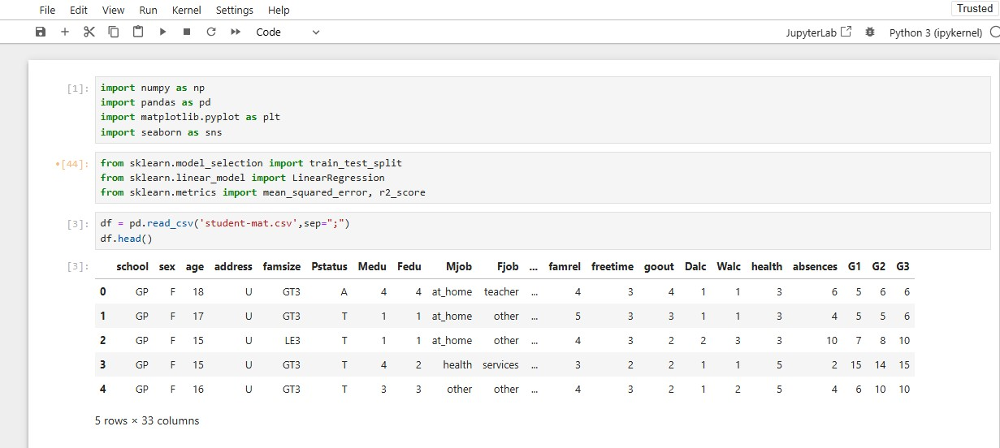 File Edit View Run Kernel Settings Help Trusted
Code JupyterLab Python 3 (ipykernel)
[1]: import numpy as np
import pandas as pd
import matplotlib.pyplot as plt
import seaborn as sns
•[44]: from sklearn.model_selection import train_test_split
from sklearn.linear_model import LinearRegression
from sklearn.metrics import mean_squared_error, r2_score
[3]: df = pd.read_csv('student-mat.csv',sep=";")
df.head()
[3]: school sex age address famsize Pstatus Medu Fedu Mjob Fjob ... famrel freetime goout Dalc Walc health absences G1 G2 G3
0 GP F 18 U GT3 A 4 4 at_home teacher ... 4 3 4 1 1 3 6 5 6 6
1 GP F 17 U GT3 T 1 1 at_home other ... 5 3 3 1 1 3 4 5 5 6
2 GP F 15 U LE3 T 1 1 at_home other ... 4 3 2 2 3 3 10 7 8 10
3 GP F 15 U GT3 T 4 2 health services ... 3 2 2 1 1 5 2 15 14 15
4 GP F 16 U GT3 T 3 3 other other ... 4 3 2 1 2 5 4 6 10 10
5 rows × 33 columns